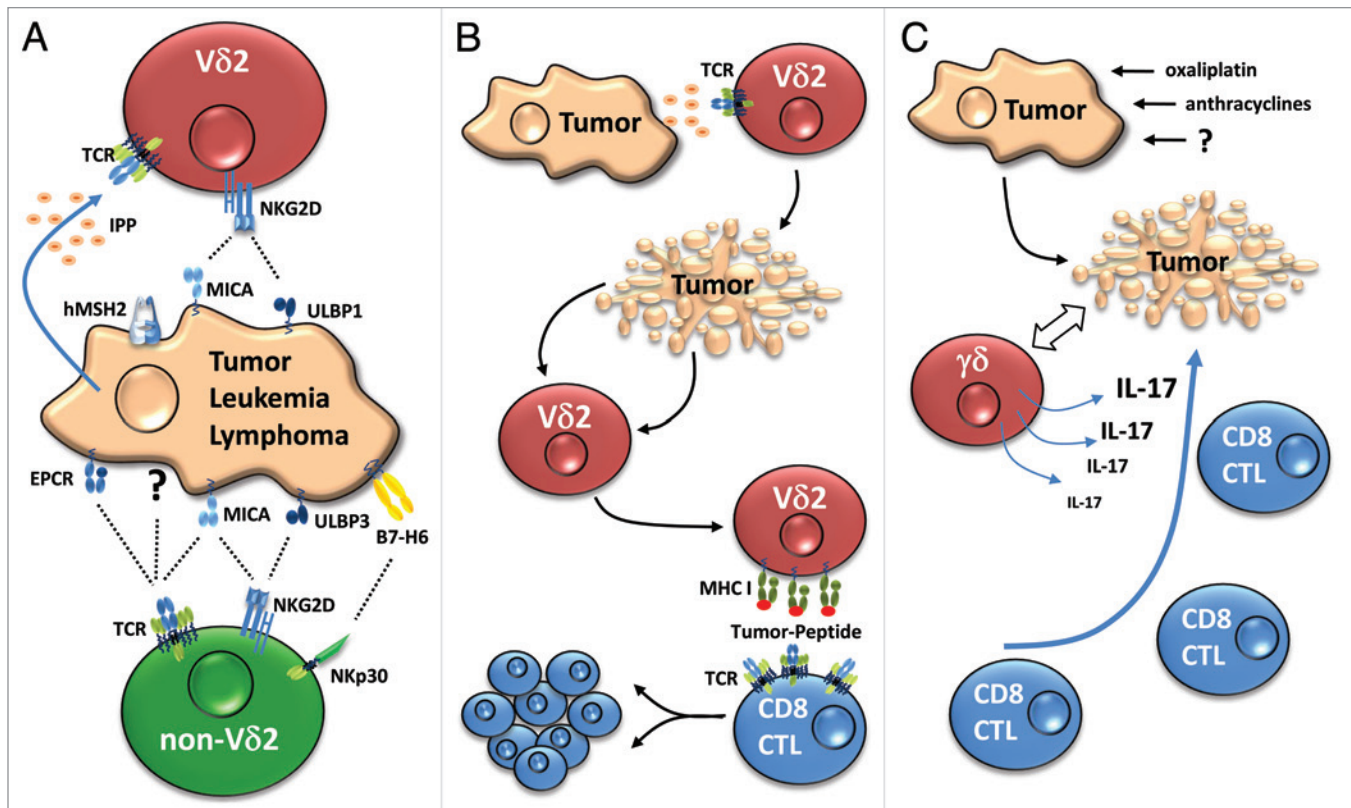 A
Vδ2
TCR
NKG2D
IPP
MICA
hMSH2
ULBP1
Tumor
Leukemia
Lymphoma
EPCR
?
MICA
ULBP3
B7-H6
NKG2D
TCR
NKp30
non-Vδ2
B
TCR
Vδ2
Tumor
Tumor
Vδ2
Vδ2
MHC I
Tumor-Peptide
TCR
CD8
CTL
C
oxaliplatin
Tumor
anthracyclines
?
Tumor
γδ
IL-17
IL-17
IL-17
IL-17
CD8
CTL
CD8
CTL
CD8
CTL